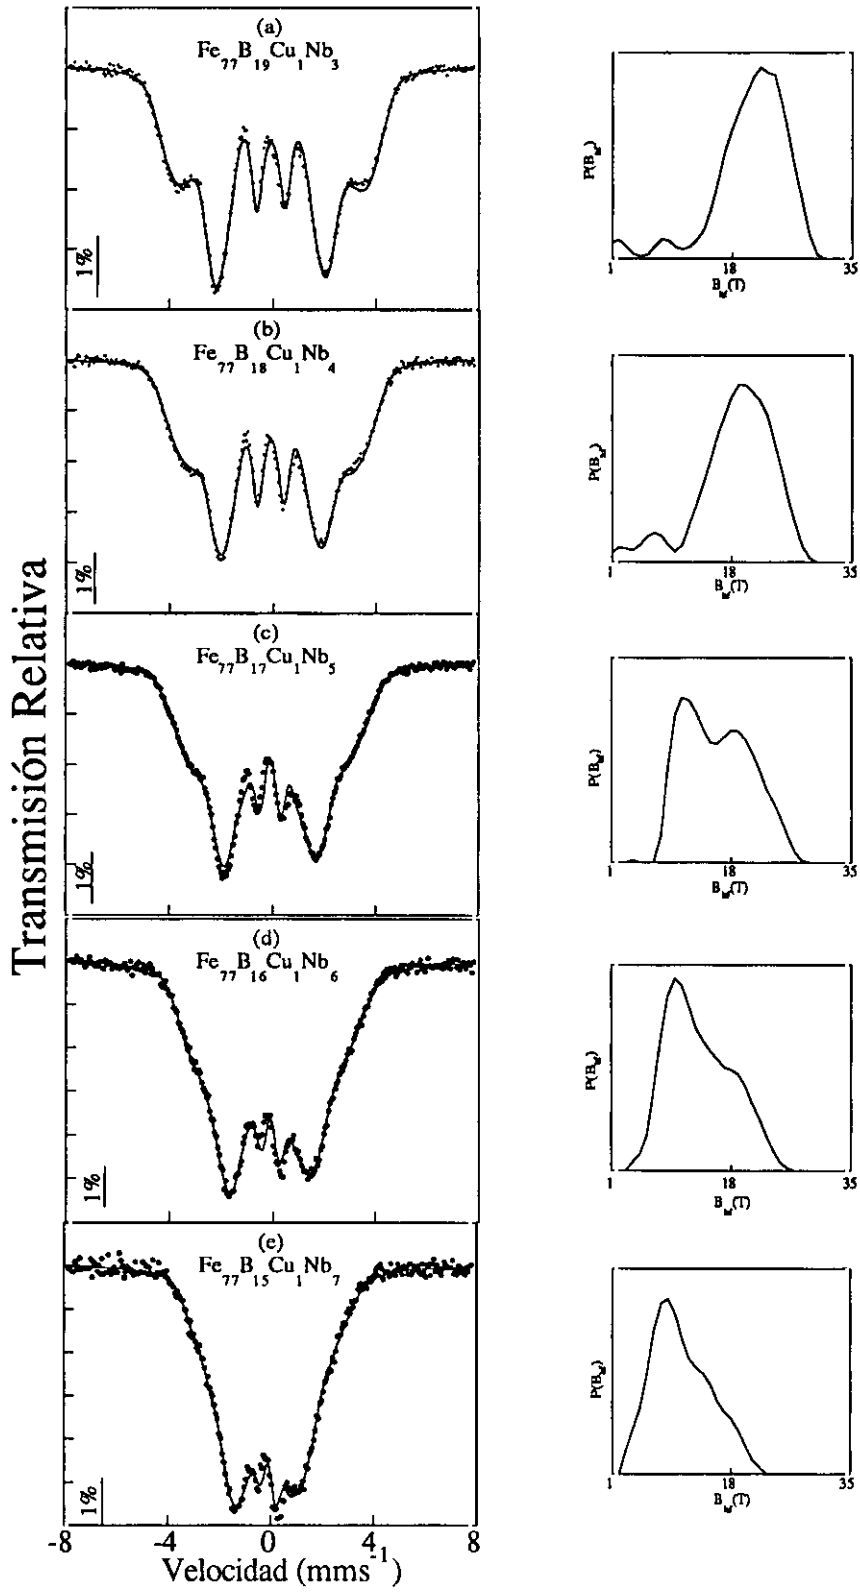 Transmisión Relativa
(a)
Fe77B19Cu1Nb3
1%
P(Bhf)
1 18 35
Bhf(T)
(b)
Fe77B18Cu1Nb4
1%
P(Bhf)
1 18 35
Bhf(T)
(c)
Fe77B17Cu1Nb5
1%
P(Bhf)
1 18 35
Bhf(T)
(d)
Fe77B16Cu1Nb6
1%
P(Bhf)
1 18 35
Bhf(T)
(e)
Fe77B15Cu1Nb7
1%
P(Bhf)
1 18 35
Bhf(T)
-8 -4 0 4 8
Velocidad (mms-1)